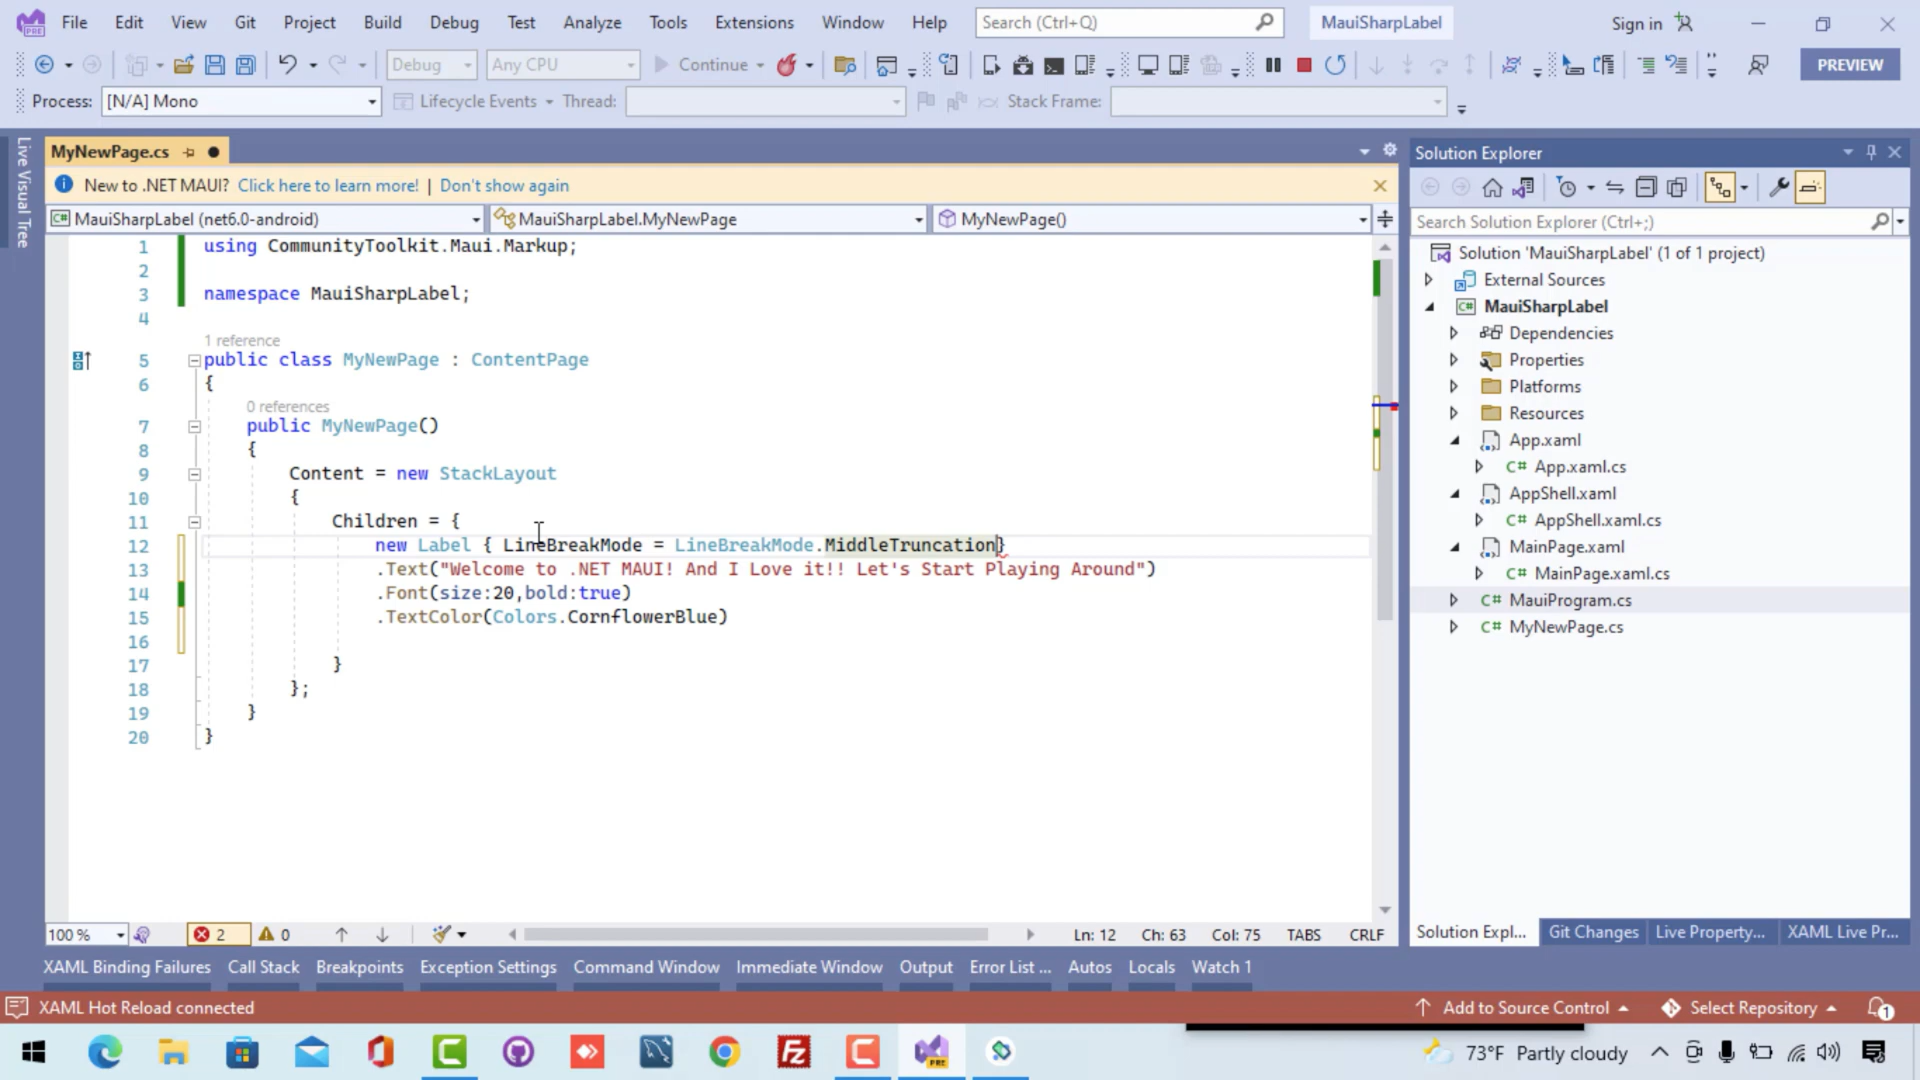 File Edit View Git Project Build Debug Test Analyze Tools Extensions Window Help Search (Ctrl+Q) MauiSharpLabel Sign in
Debug Any CPU Continue PREVIEW
Process: [N/A] Mono Lifecycle Events Thread: Stack Frame:
Live Visual Tree
MyNewPage.cs
New to .NET MAUI? Click here to learn more! | Don't show again
MauiSharpLabel (net6.0-android) MauiSharpLabel.MyNewPage MyNewPage()
1 using CommunityToolkit.Maui.Markup;
2
3 namespace MauiSharpLabel;
4
1 reference
5 public class MyNewPage : ContentPage
6 {
0 references
7 public MyNewPage()
8 {
9 Content = new StackLayout
10 {
11 Children = {
12 new Label { LineBreakMode = LineBreakMode.MiddleTruncation}
13 .Text("Welcome to .NET MAUI! And I Love it!! Let's Start Playing Around")
14 .Font(size:20,bold:true)
15 .TextColor(Colors.CornflowerBlue)
16
17 }
18 };
19 }
20 }
100 % 2 0 Ln: 12 Ch: 63 Col: 75 TABS CRLF
Solution Explorer
Search Solution Explorer (Ctrl+;)
Solution 'MauiSharpLabel' (1 of 1 project)
External Sources
MauiSharpLabel
Dependencies
Properties
Platforms
Resources
App.xaml
C# App.xaml.cs
AppShell.xaml
C# AppShell.xaml.cs
MainPage.xaml
C# MainPage.xaml.cs
C# MauiProgram.cs
C# MyNewPage.cs
Solution Expl... Git Changes Live Property... XAML Live Pr...
XAML Binding Failures Call Stack Breakpoints Exception Settings Command Window Immediate Window Output Error List ... Autos Locals Watch 1
XAML Hot Reload connected Add to Source Control Select Repository 1
73°F Partly cloudy